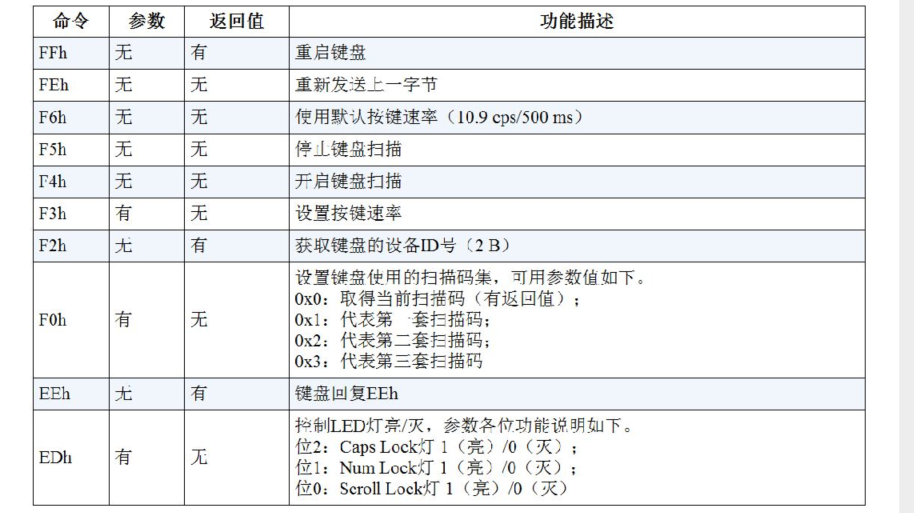 命令 参数 返回值 功能描述
FFh 无 有 重启键盘
FEh 无 无 重新发送上一字节
F6h 无 无 使用默认按键速率（10.9 cps/500 ms）
F5h 无 无 停止键盘扫描
F4h 无 无 开启键盘扫描
F3h 有 无 设置按键速率
F2h 无 有 获取键盘的设备ID号（2 B）
F0h 有 无 设置键盘使用的扫描码集，可用参数值如下。
0x0：取得当前扫描码（有返回值）；
0x1：代表第一套扫描码；
0x2：代表第二套扫描码；
0x3：代表第三套扫描码
EEh 无 有 键盘回复EEh
EDh 有 无 控制LED灯亮/灭，参数各位功能说明如下。
位2：Caps Lock灯 1（亮）/0（灭）；
位1：Num Lock灯 1（亮）/0（灭）；
位0：Scroll Lock灯 1（亮）/0（灭）